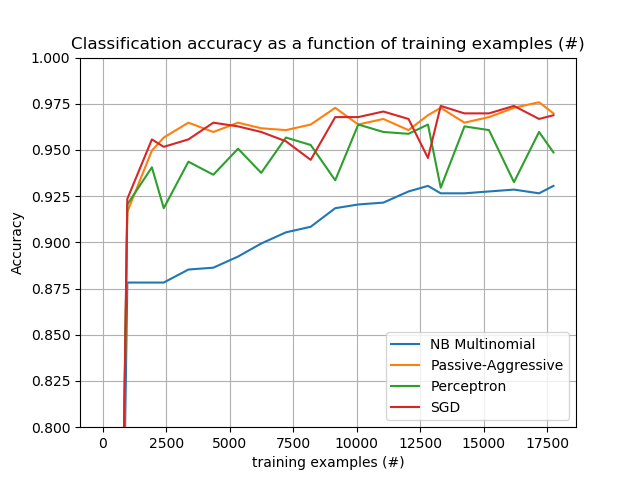 Classification accuracy as a function of training examples (#)
1.000
0.975
0.950
0.925
0.900
0.875
0.850
0.825
0.800
Accuracy
NB Multinomial
Passive-Aggressive
Perceptron
SGD
0 2500 5000 7500 10000 12500 15000 17500
training examples (#)